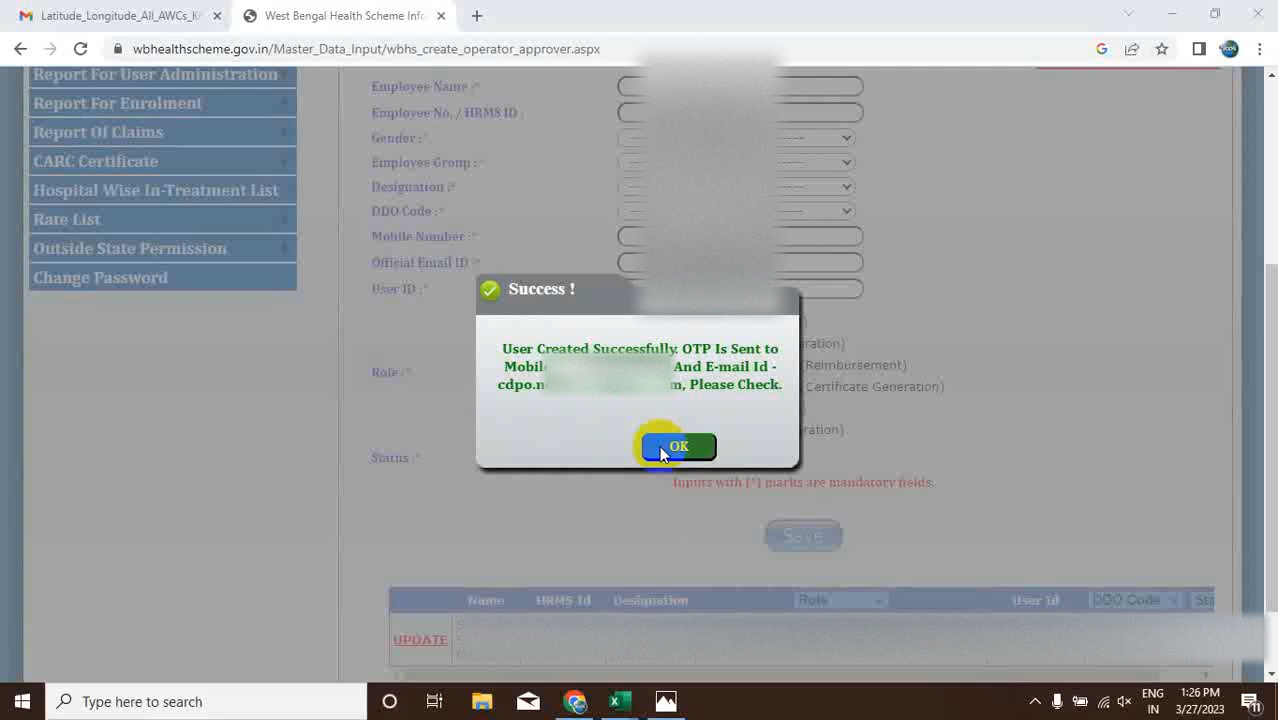 Latitude_Longitude_All_AWCs_K
West Bengal Health Scheme Info
wbhealthscheme.gov.in/Master_Data_Input/wbhs_create_operator_approver.aspx
Report For User Administration
Report For Enrolment
Report Of Claims
CARC Certificate
Hospital Wise In-Treatment List
Rate List
Outside State Permission
Change Password
Employee Name :*
Employee No. / HRMS ID :
Gender :*
Employee Group :*
Designation :*
DDO Code :*
Mobile Number :*
Official Email ID :*
User ID :*
Role :*
Reimbursement)
(Certificate Generation)
Status :*
Success !
User Created Successfully. OTP Is Sent to
Mobile And E-mail Id -
cdpo.n m, Please Check.
OK
Inputs with [*] marks are mandatory fields.
Save
Name HRMS Id Designation Role User Id DDO Code Sta
UPDATE
Type here to search
ENG
IN
1:26 PM
3/27/2023
11